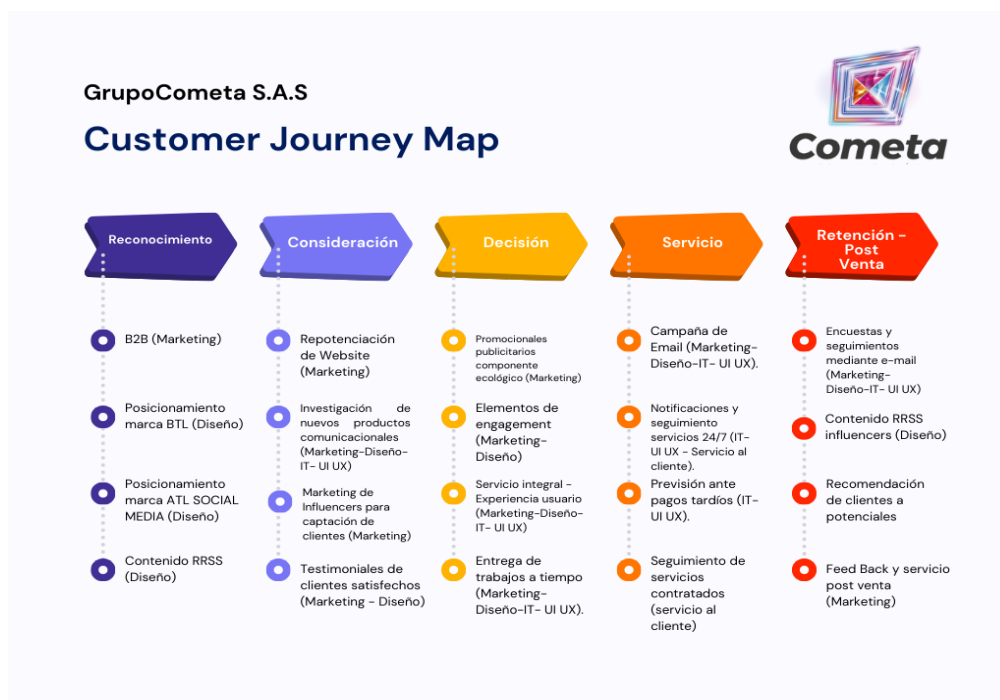 GrupoCometa S.A.S
Customer Journey Map
Cometa
Reconocimiento
B2B (Marketing)
Posicionamiento
marca BTL (Diseño)
Posicionamiento
marca ATL SOCIAL
MEDIA (Diseño)
Contenido RRSS
(Diseño)
Consideración
Repotenciación
de Website
(Marketing)
Investigación de
nuevos productos
comunicacionales
(Marketing-Diseño-
IT- UI UX)
Marketing de
Influencers para
captación de
clientes (Marketing)
Testimoniales de
clientes satisfechos
(Marketing - Diseño)
Decisión
Promocionales
publicitarios
componente
ecológico (Marketing)
Elementos de
engagement
(Marketing-
Diseño)
Servicio integral -
Experiencia usuario
(Marketing-Diseño-
IT- UI UX)
Entrega de
trabajos a tiempo
(Marketing-
Diseño-IT- UI UX).
Servicio
Campaña de
Email (Marketing-
Diseño-IT- UI UX).
Notificaciones y
seguimiento
servicios 24/7 (IT-
UI UX - Servicio al
cliente).
Previsión ante
pagos tardíos (IT-
UI UX).
Seguimiento de
servicios
contratados
(servicio al
cliente)
Retención -
Post
Venta
Encuestas y
seguimientos
mediante e-mail
(Marketing-
Diseño-IT- UI UX)
Contenido RRSS
influencers (Diseño)
Recomendación
de clientes a
potenciales
Feed Back y servicio
post venta
(Marketing)